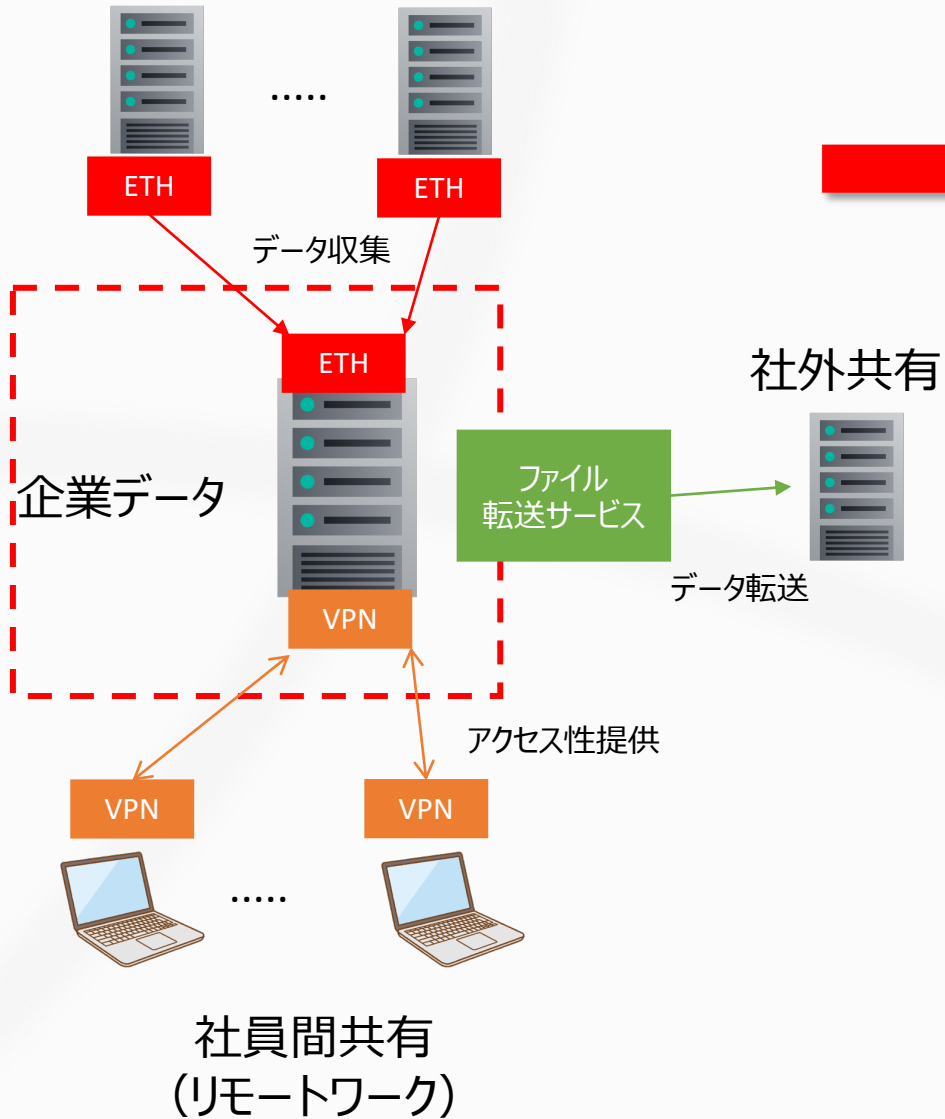 .....
ETH
ETH
データ収集
ETH
社外共有
企業データ
ファイル
転送サービス
データ転送
VPN
アクセス性提供
VPN
VPN
.....
社員間共有
(リモートワーク)